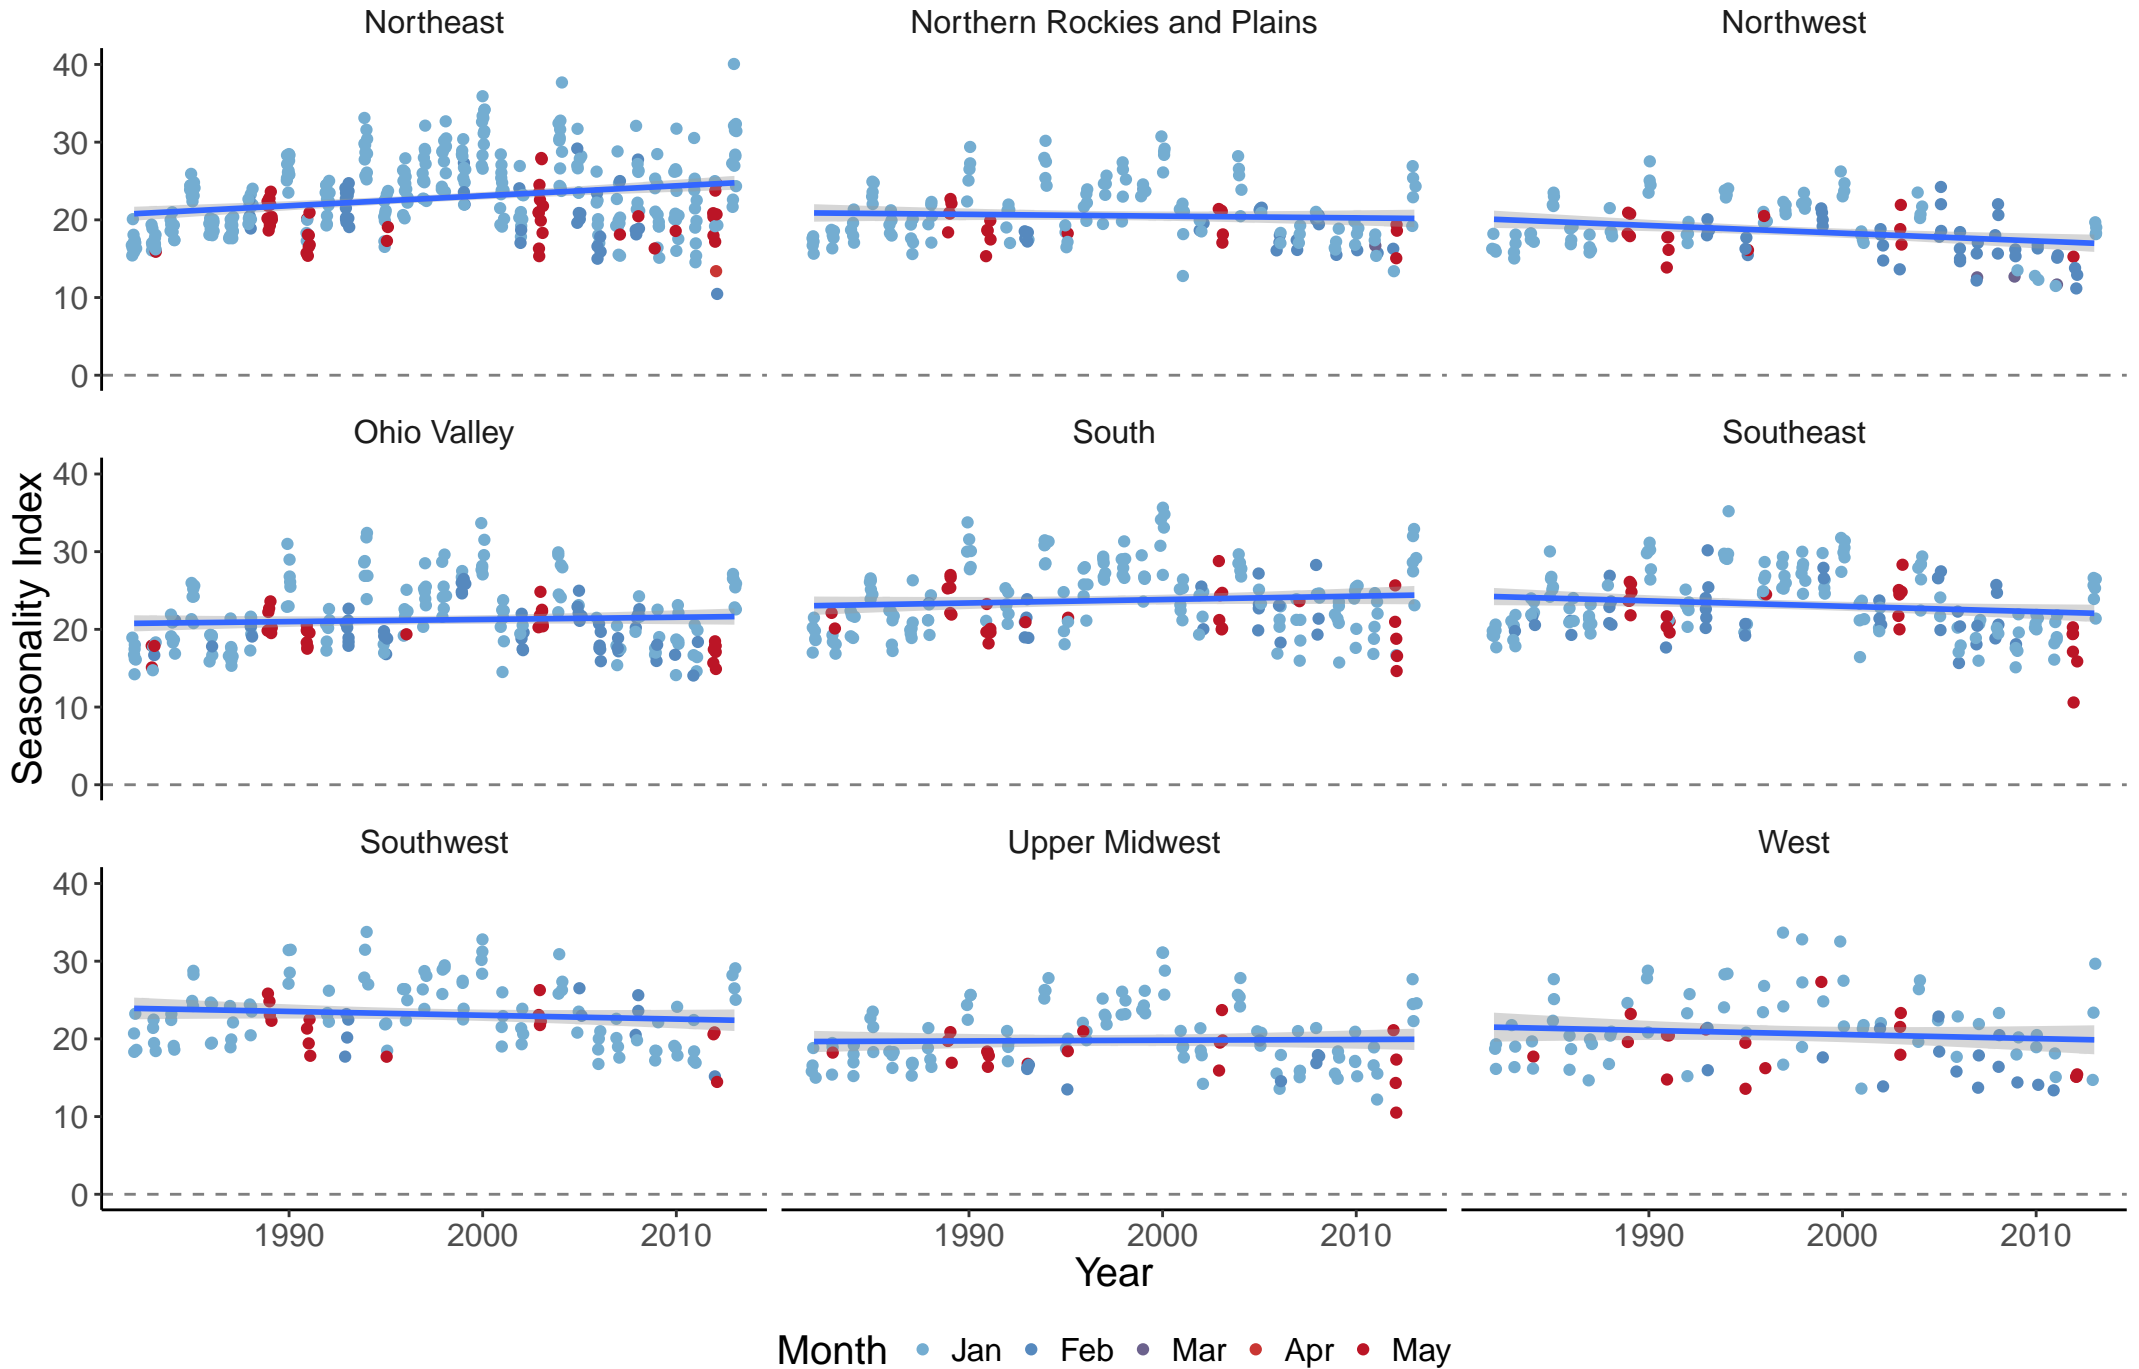 Northeast
Northern Rockies and Plains
Northwest
40
30
20
10
0
Ohio Valley
South
Southeast
40
30
20
10
0
Seasonality Index
Southwest
Upper Midwest
West
40
30
20
10
0
1990 2000 2010 1990 2000 2010 1990 2000 2010
Year
Month Jan Feb Mar Apr May